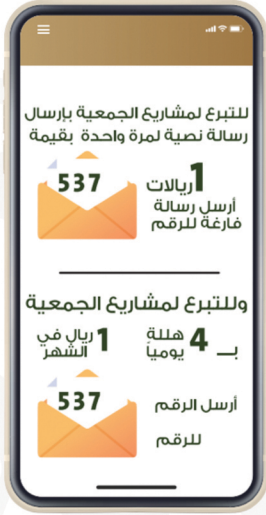 للتبرع لمشاريع الجمعية بإرسال
رسالة نصية لمرة واحدة بقيمة
1 ريالات
أرسل رسالة
فارغة للرقم
537
وللتبرع لمشاريع الجمعية
بـ 4 هللة يومياً 1 ريال في الشهر
أرسل الرقم
للرقم
537